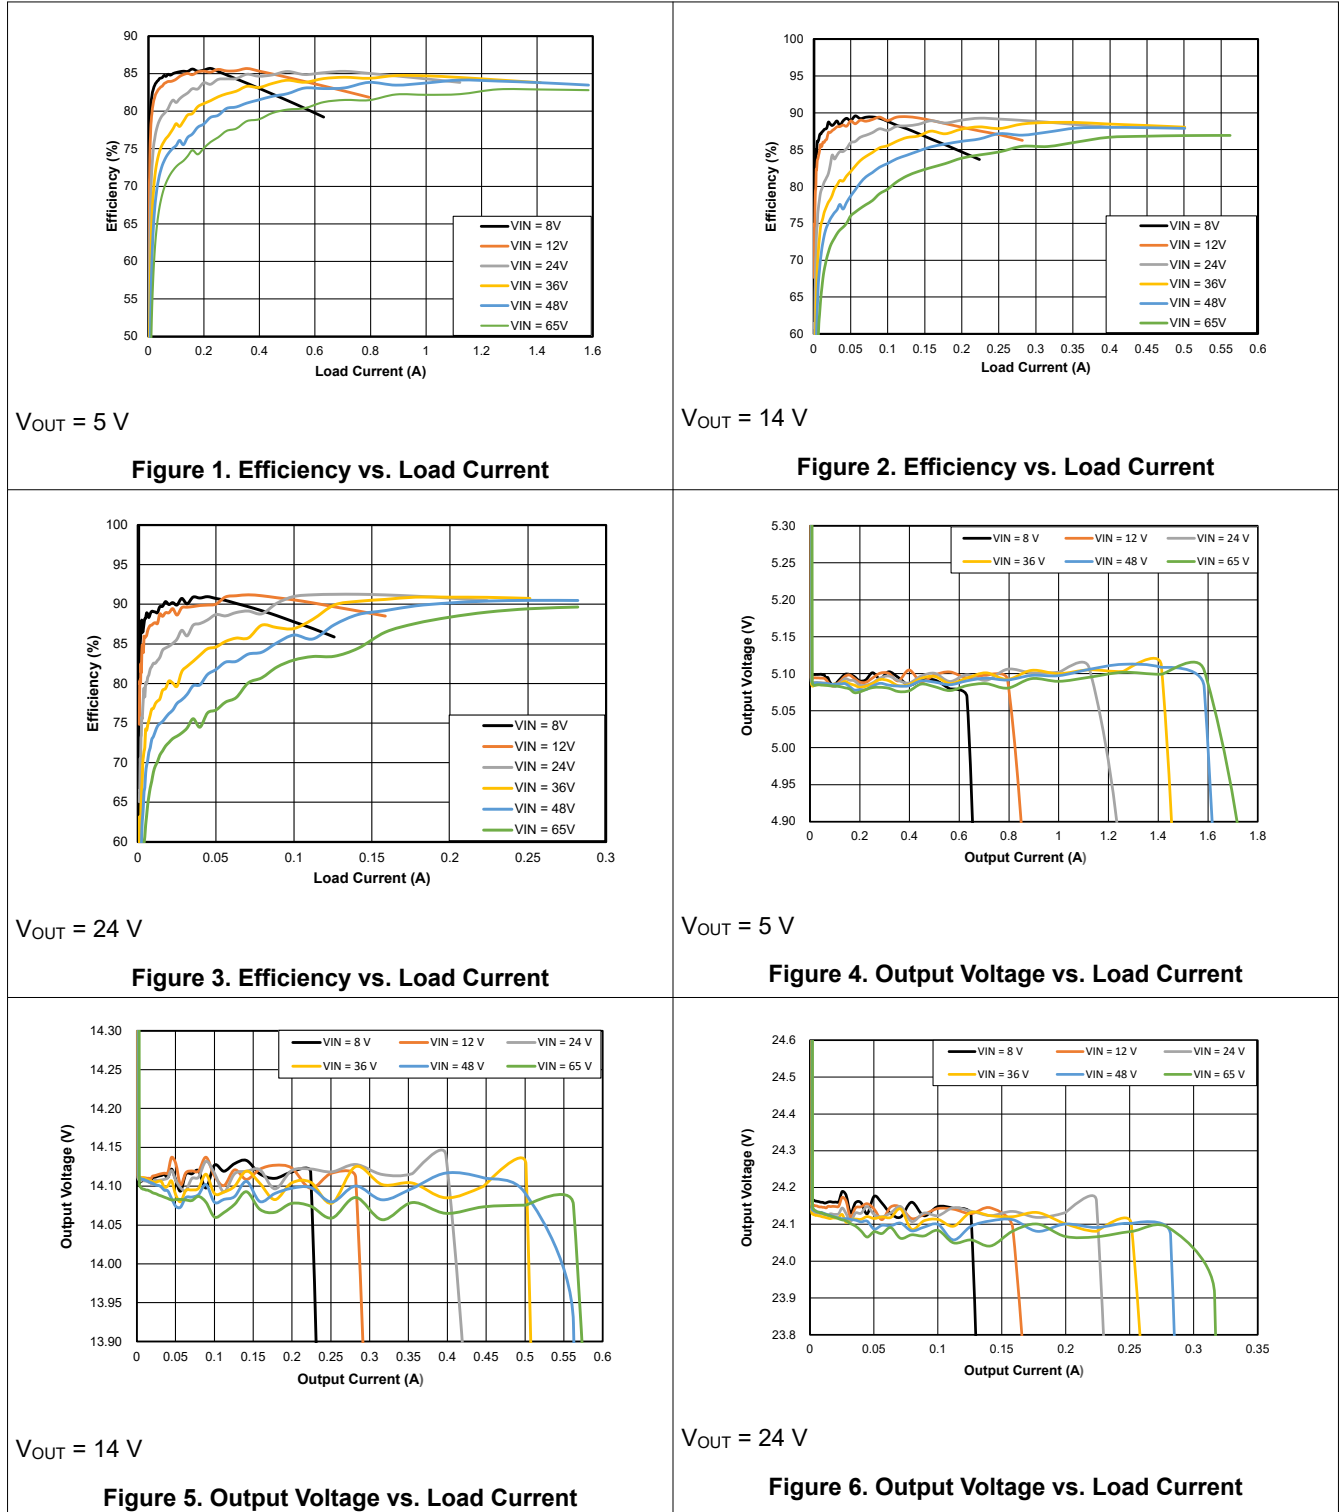 90
85
80
75
70
65
60
55
50
Efficiency (%)
0 0.2 0.4 0.6 0.8 1 1.2 1.4 1.6
Load Current (A)
VIN = 8V
VIN = 12V
VIN = 24V
VIN = 36V
VIN = 48V
VIN = 65V
VOUT = 5 V
Figure 1. Efficiency vs. Load Current
100
95
90
85
80
75
70
65
60
Efficiency (%)
0 0.05 0.1 0.15 0.2 0.25 0.3 0.35 0.4 0.45 0.5 0.55 0.6
Load Current (A)
VIN = 8V
VIN = 12V
VIN = 24V
VIN = 36V
VIN = 48V
VIN = 65V
VOUT = 14 V
Figure 2. Efficiency vs. Load Current
100
95
90
85
80
75
70
65
60
Efficiency (%)
0 0.05 0.1 0.15 0.2 0.25 0.3
Load Current (A)
VIN = 8V
VIN = 12V
VIN = 24V
VIN = 36V
VIN = 48V
VIN = 65V
VOUT = 24 V
Figure 3. Efficiency vs. Load Current
5.30
5.25
5.20
5.15
5.10
5.05
5.00
4.95
4.90
Output Voltage (V)
0 0.2 0.4 0.6 0.8 1 1.2 1.4 1.6 1.8
Output Current (A)
VIN = 8 V VIN = 12 V VIN = 24 V
VIN = 36 V VIN = 48 V VIN = 65 V
VOUT = 5 V
Figure 4. Output Voltage vs. Load Current
14.30
14.25
14.20
14.15
14.10
14.05
14.00
13.95
13.90
Output Voltage (V)
0 0.05 0.1 0.15 0.2 0.25 0.3 0.35 0.4 0.45 0.5 0.55 0.6
Output Current (A)
VIN = 8 V VIN = 12 V VIN = 24 V
VIN = 36 V VIN = 48 V VIN = 65 V
VOUT = 14 V
Figure 5. Output Voltage vs. Load Current
24.6
24.5
24.4
24.3
24.2
24.1
24.0
23.9
23.8
Output Voltage (V)
0 0.05 0.1 0.15 0.2 0.25 0.3 0.35
Output Current (A)
VIN = 8 V VIN = 12 V VIN = 24 V
VIN = 36 V VIN = 48 V VIN = 65 V
VOUT = 24 V
Figure 6. Output Voltage vs. Load Current